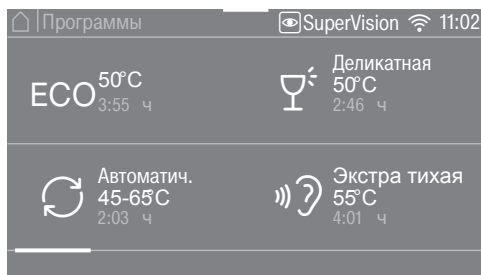 Программы SuperVision 11:02
ECO 50°C
3:55 ч
Деликатная
50°C
2:46 ч
Автоматич.
45-65°C
2:03 ч
Экстра тихая
55°C
4:01 ч